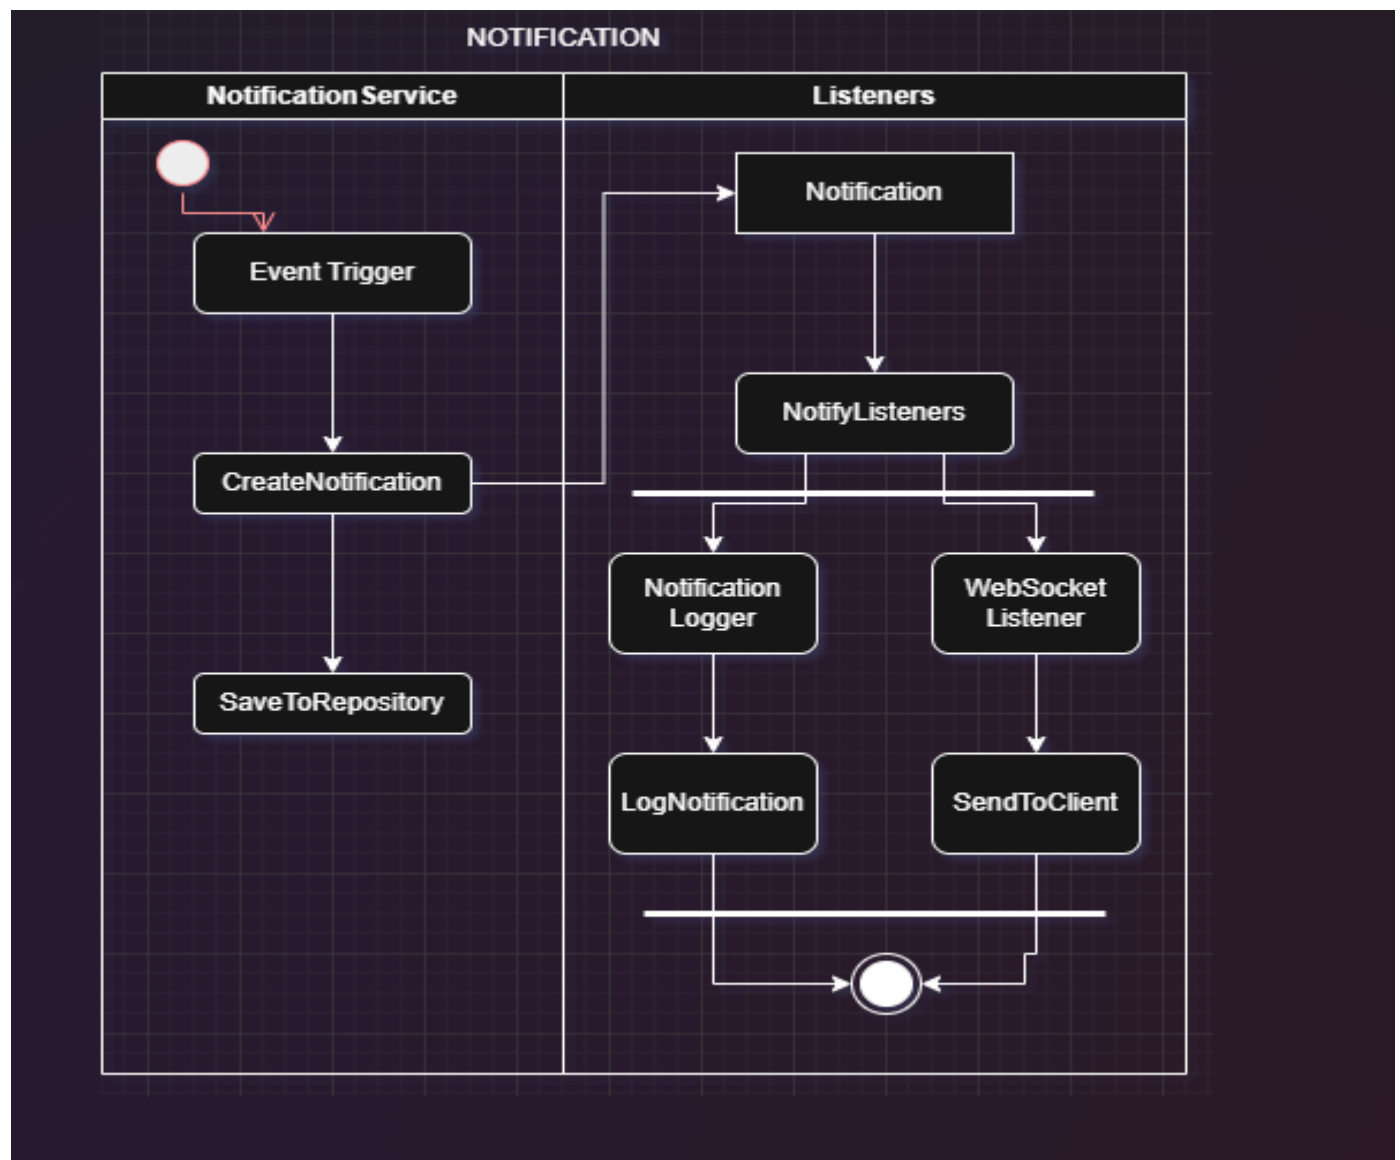 NOTIFICATION
Notification Service
Listeners
Notification
Event Trigger
NotifyListeners
CreateNotification
Notification
Logger
WebSocket
Listener
SaveToRepository
LogNotification
SendToClient